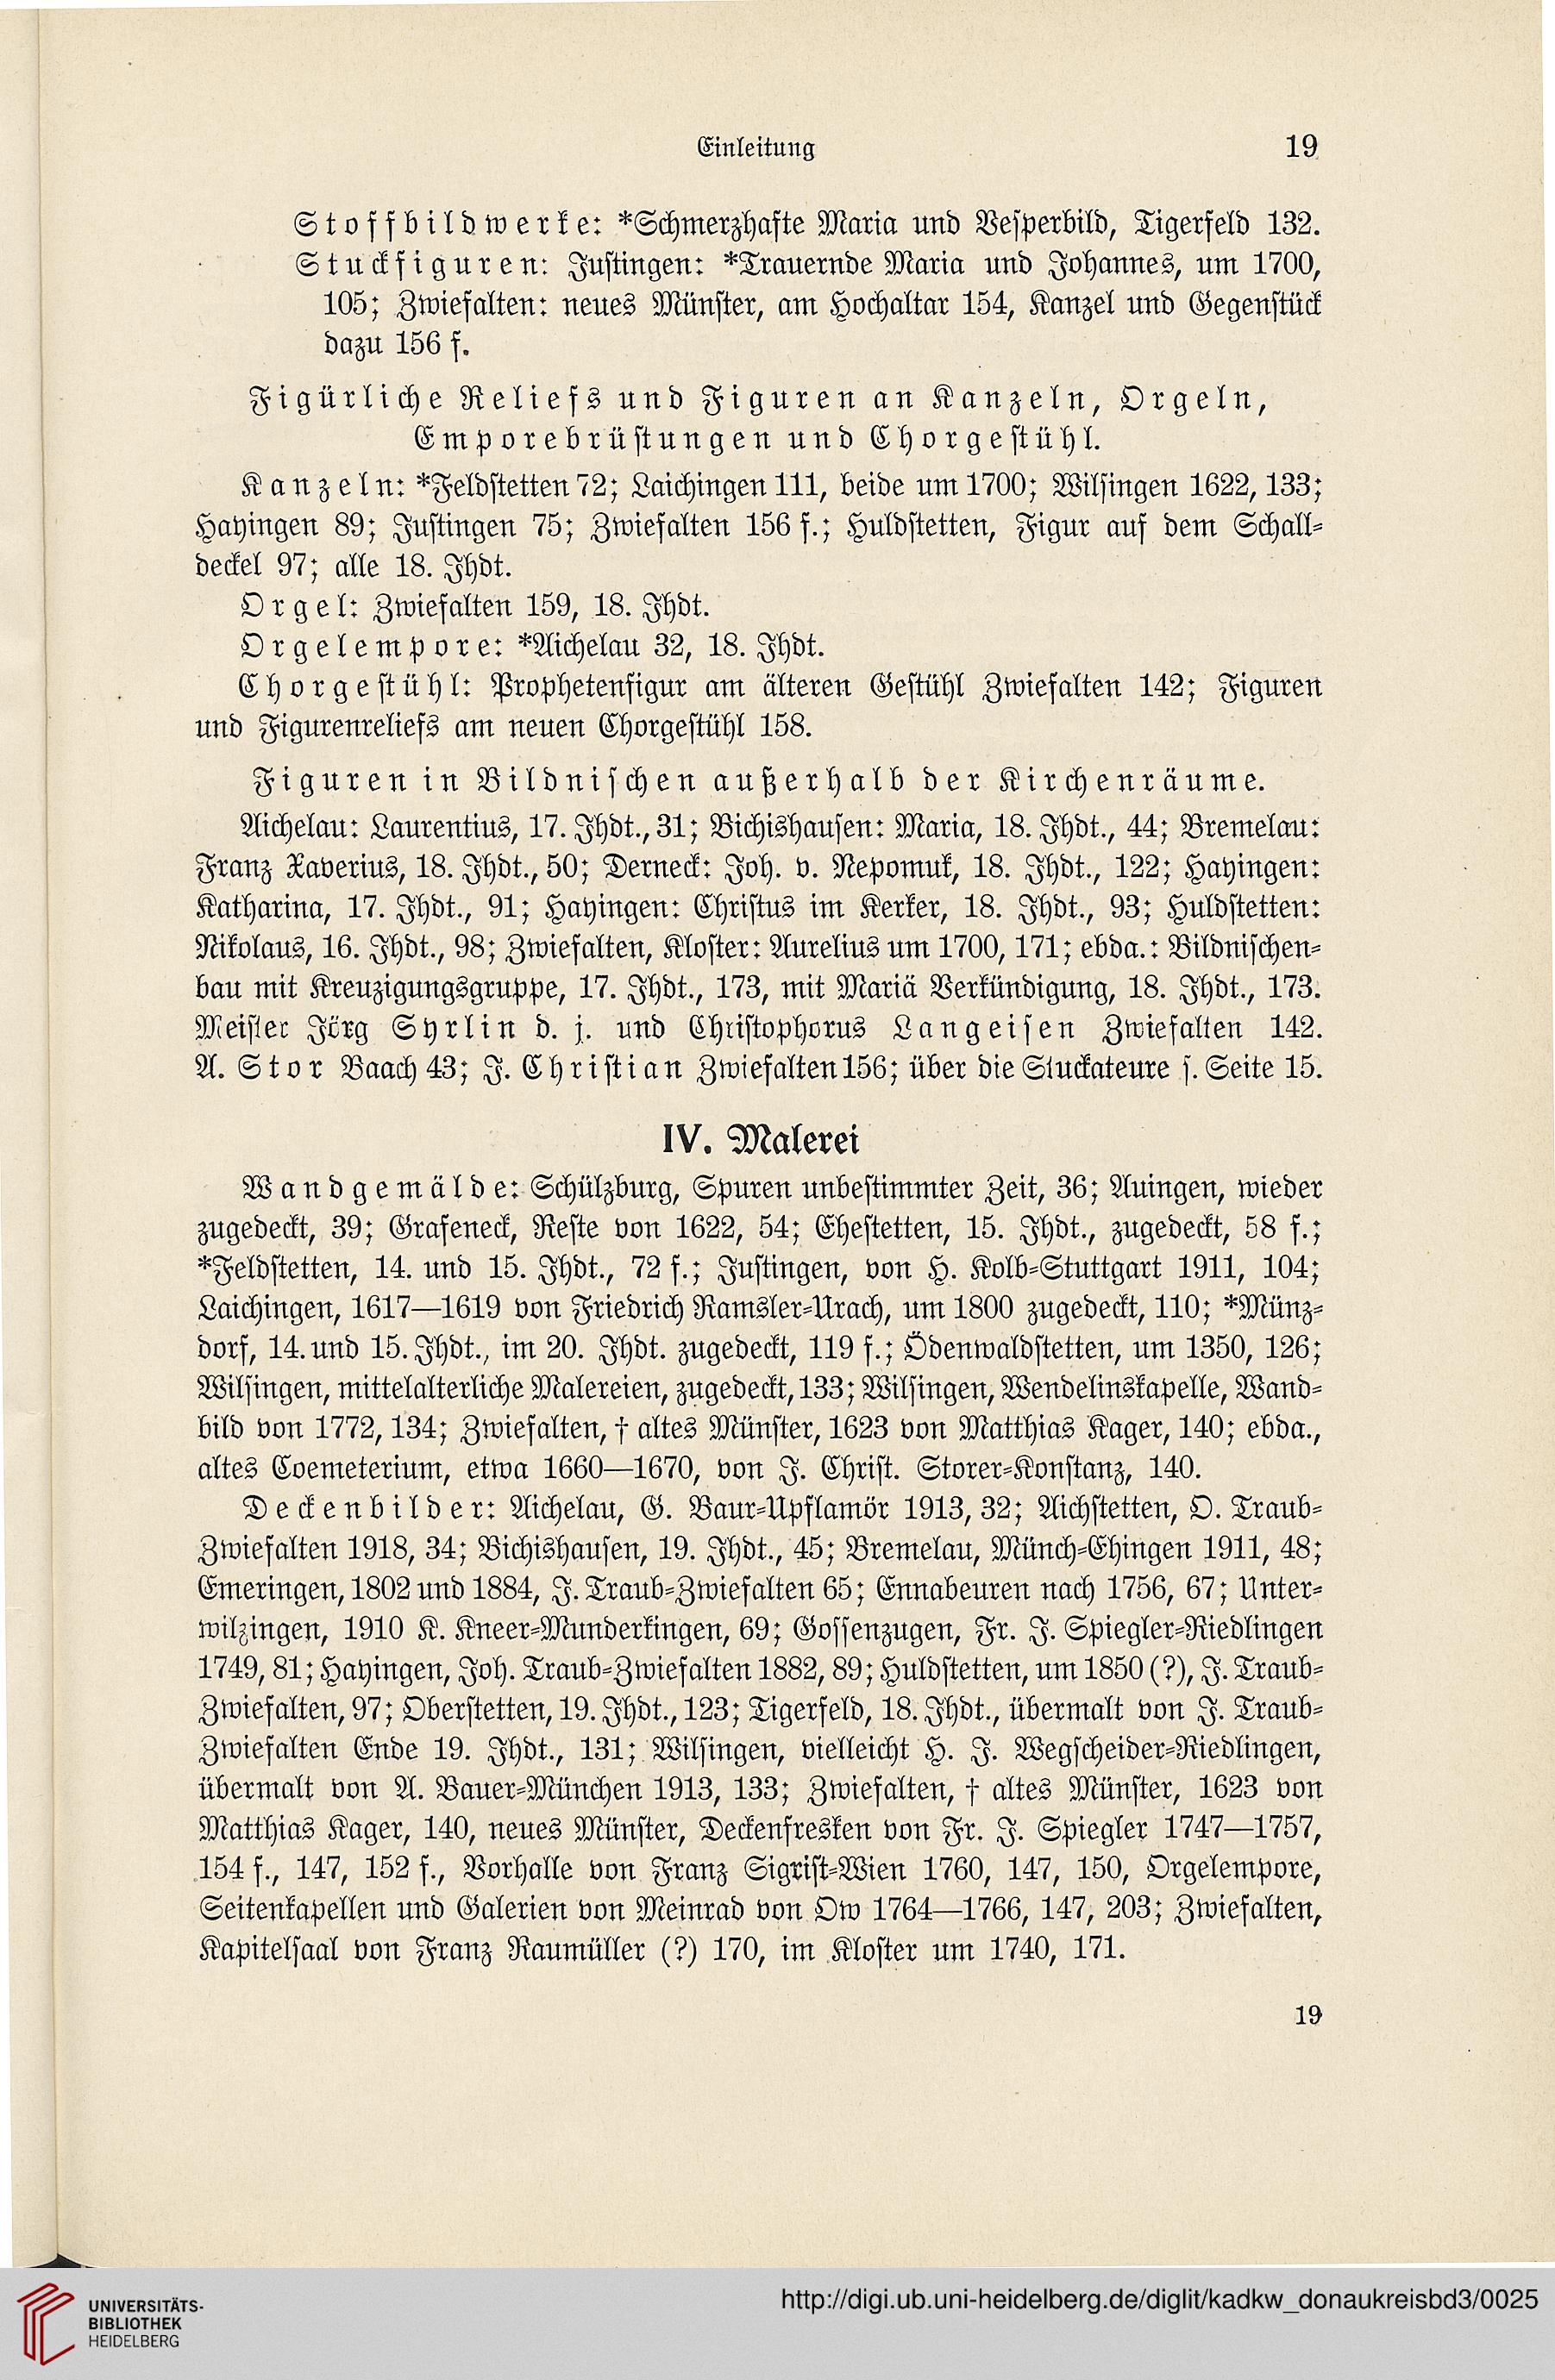 Einleitung 19
Stoffbildwerke: *Schmerzhafte Maria und Vesperbild, Tigerfeld 132.
Stuckfiguren: Justingen: *Trauernde Maria und Johannes, um 1700,
105; Zwiefalten: neues Münster, am Hochaltar 154, Kanzel und Gegenstück
dazu 156 f.
Figürliche Reliefs und Figuren an Kanzeln, Orgeln,
Emporebrüstungen und Chorgestühl.
Kanzeln: *Feldstetten 72; Laichingen 111, beide um 1700; Wilsingen 1622, 133;
Hayingen 89; Justingen 75; Zwiefalten 156 f.; Huldstetten, Figur auf dem Schall-
deckel 97; alle 18. Jhdt.
Orgel: Zwiefalten 159, 18. Jhdt.
Orgelempore: *Aichelau 32, 18. Jhdt.
Chorgestühl: Prophetenfigur am älteren Gestühl Zwiefalten 142; Figuren
und Figurenreliefs am neuen Chorgestühl 158.
Figuren in Bildnischen außerhalb der Kirchenräume.
Aichelau: Laurentius, 17. Jhdt., 31; Bichishausen: Maria, 18. Jhdt., 44; Bremelau:
Franz Xaverius, 18. Jhdt., 50; Derneck: Joh. v. Nepomuk, 18. Jhdt., 122; Hayingen:
Katharina, 17. Jhdt., 91; Hayingen: Christus im Kerker, 18. Jhdt., 93; Huldstetten:
Nikolaus, 16. Jhdt., 98; Zwiefalten, Kloster: Aurelius um 1700, 171; ebda.: Bildnischen-
bau mit Kreuzigungsgruppe, 17. Jhdt., 173, mit Mariä Verkündigung, 18. Jhdt., 173.
Meister Jörg Syrlin d. j. und Christophorus Langeisen Zwiefalten 142.
A. Stor Baach 43; J. Christian Zwiefalten 156; über die Stuckateure s. Seite 15.
IV. Malerei
Wandgemälde: Schülzburg, Spuren unbestimmter Zeit, 36; Auingen, wieder
zugedeckt, 39; Grafeneck, Reste von 1622, 54; Ehestetten, 15. Jhdt., zugedeckt, 58 f.;
*Feldstetten, 14. und 15. Jhdt., 72 f.; Justingen, von H. Kolb-Stuttgart 1911, 104;
Laichingen, 1617—1619 von Friedrich Ramsler-Urach, um 1800 zugedeckt, 110; *Münz-
dorf, 14. und 15. Jhdt., im 20. Jhdt. zugedeckt, 119 f.; Ödenwaldstetten, um 1350, 126;
Wilsingen, mittelalterliche Malereien, zugedeckt, 133; Wilsingen, Wendelinskapelle, Wand-
bild von 1772, 134; Zwiefalten, † altes Münster, 1623 von Matthias Kager, 140; ebda.,
altes Coemeterium, etwa 1660—1670, von J. Christ. Storer-Konstanz, 140.
Deckenbilder: Aichelau, G. Baur-Upflamör 1913, 32; Aichstetten, O. Traub-
Zwiefalten 1918, 34; Bichishausen, 19. Jhdt., 45; Bremelau, Münch-Ehingen 1911, 48;
Emeringen, 1802 und 1884, J. Traub-Zwiefalten 65; Ennabeuren nach 1756, 67; Unter-
wilzingen, 1910 K. Kneer-Munderkingen, 69; Gossenzugen, Fr. J. Spiegler-Riedlingen
1749, 81; Hayingen, Joh. Traub-Zwiefalten 1882, 89; Huldstetten, um 1850 (?), J. Traub-
Zwiefalten, 97; Oberstetten, 19. Jhdt., 123; Tigerfeld, 18. Jhdt., übermalt von J. Traub-
Zwiefalten Ende 19. Jhdt., 131; Wilsingen, vielleicht H. J. Wegscheider-Riedlingen,
übermalt von A. Bauer-München 1913, 133; Zwiefalten, † altes Münster, 1623 von
Matthias Kager, 140, neues Münster, Deckenfresken von Fr. J. Spiegler 1747—1757,
154 f., 147, 152 f., Vorhalle von Franz Sigrist-Wien 1760, 147, 150, Orgelempore,
Seitenkapellen und Galerien von Meinrad von Ow 1764—1766, 147, 203; Zwiefalten,
Kapitelsaal von Franz Raumüller (?) 170, im Kloster um 1740, 171.
19
UNIVERSITÄTS-
BIBLIOTHEK
HEIDELBERG
http://digi.ub.uni-heidelberg.de/diglit/kadkw_donaukreisbd3/0025